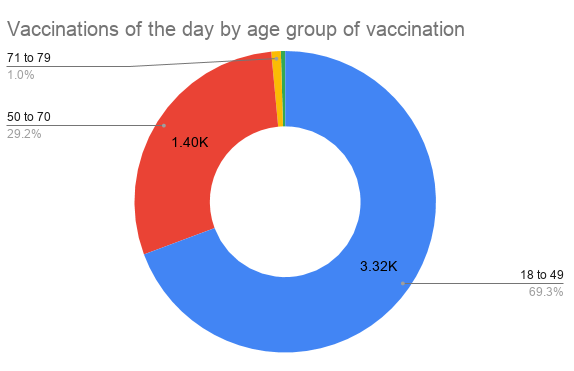 Vaccinations of the day by age group of vaccination
71 to 79
1.0%
50 to 70
29.2%
1.40K
3.32K
18 to 49
69.3%